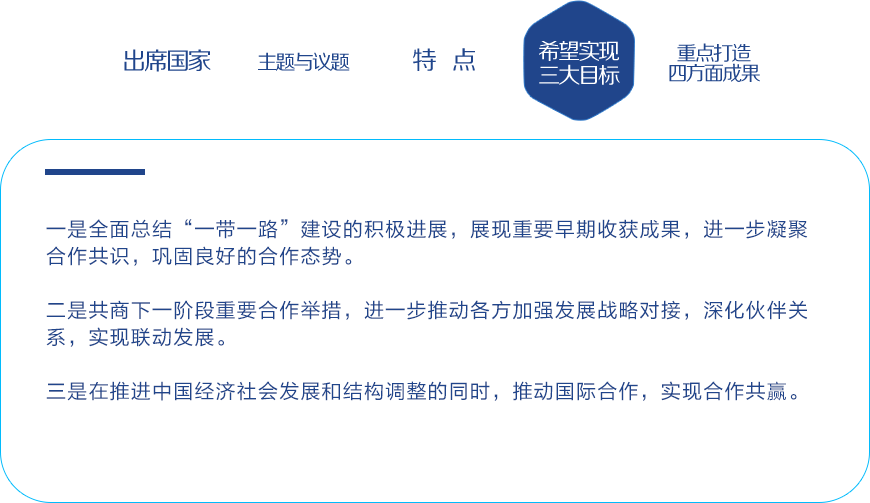 出席国家
主题与议题
特 点
希望实现
三大目标
重点打造
四方面成果
一是全面总结“一带一路”建设的积极进展，展现重要早期收获成果，进一步凝聚
合作共识，巩固良好的合作态势。
二是共商下一阶段重要合作举措，进一步推动各方加强发展战略对接，深化伙伴关
系，实现联动发展。
三是在推进中国经济社会发展和结构调整的同时，推动国际合作，实现合作共赢。